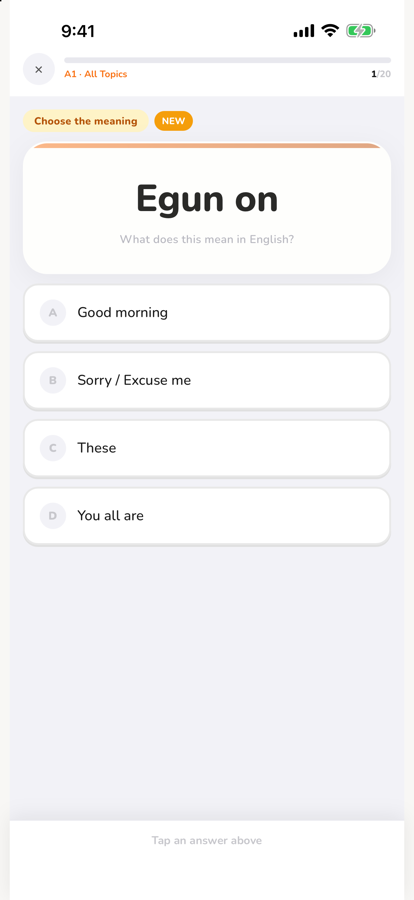 9:41
A1 · All Topics
1/20
Choose the meaning
NEW
Egun on
What does this mean in English?
A
Good morning
B
Sorry / Excuse me
C
These
D
You all are
Tap an answer above